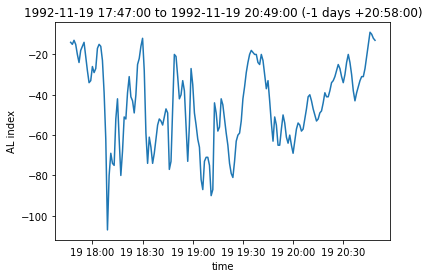 1992-11-19 17:47:00 to 1992-11-19 20:49:00 (-1 days +20:58:00)
AL index
−20
−40
−60
−80
−100
19 18:00 19 18:30 19 19:00 19 19:30 19 20:00 19 20:30
time